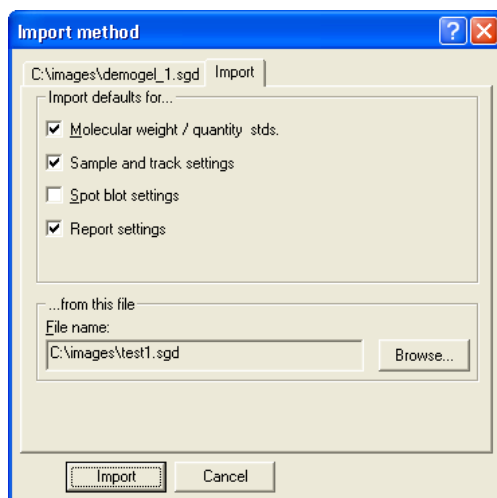 Import method
C:\images\demogel_1.sgd Import
Import defaults for...
Molecular weight / quantity stds.
Sample and track settings
Spot blot settings
Report settings
...from this file
File name:
C:\images\test1.sgd Browse...
Import Cancel